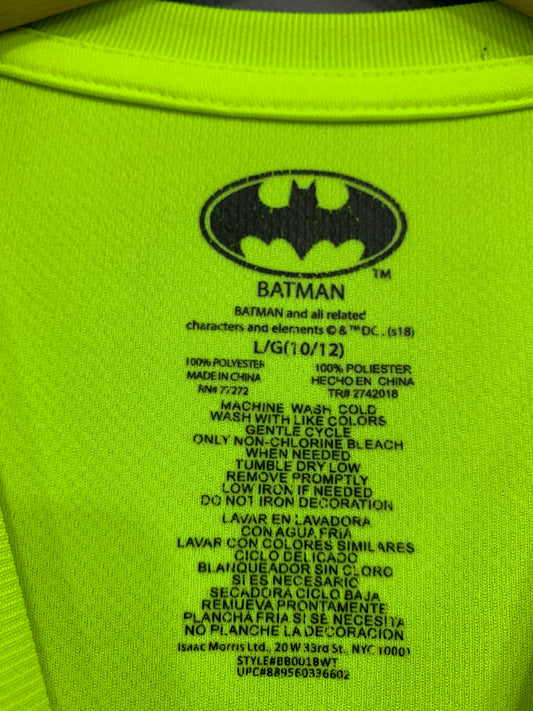 TM
BATMAN
BATMAN and all related
characters and elements © & ™ DC. (s18)
L/G(10/12)
100% POLYESTER 100% POLIESTER
MADE IN CHINA HECHO EN CHINA
RN# 77272 TR# 2742018
MACHINE WASH COLD
WASH WITH LIKE COLORS
GENTLE CYCLE
ONLY NON-CHLORINE BLEACH
WHEN NEEDED
TUMBLE DRY LOW
REMOVE PROMPTLY
LOW IRON IF NEEDED
DO NOT IRON DECORATION
LAVAR EN LAVADORA
CON AGUA FRIA
LAVAR CON COLORES SIMILARES
CICLO DELICADO
BLANQUEADOR SIN CLORO
SI ES NECESARIO
SECADORA CICLO BAJA
REMUEVA PRONTAMENTE
PLANCHA FRIA SI SE NECESITA
NO PLANCHE LA DECORACION
Isaac Morris Ltd., 20 W 33rd St., NYC 10001
STYLE#BB001BWT
UPC#889560336602